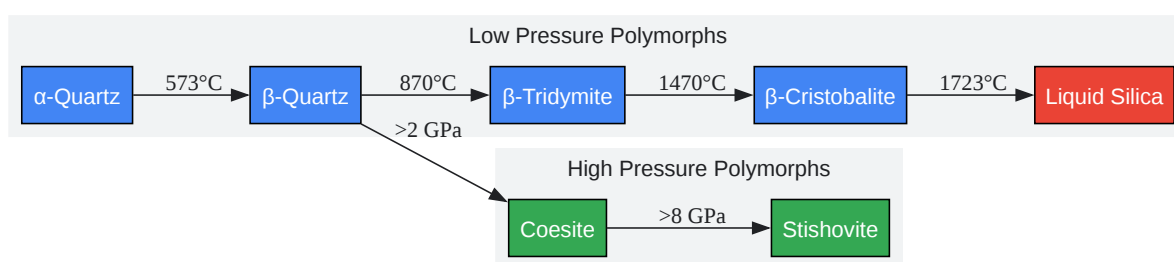 Low Pressure Polymorphs
α-Quartz
573°C
β-Quartz
870°C
β-Tridymite
1470°C
β-Cristobalite
1723°C
Liquid Silica
>2 GPa
High Pressure Polymorphs
Coesite
>8 GPa
Stishovite